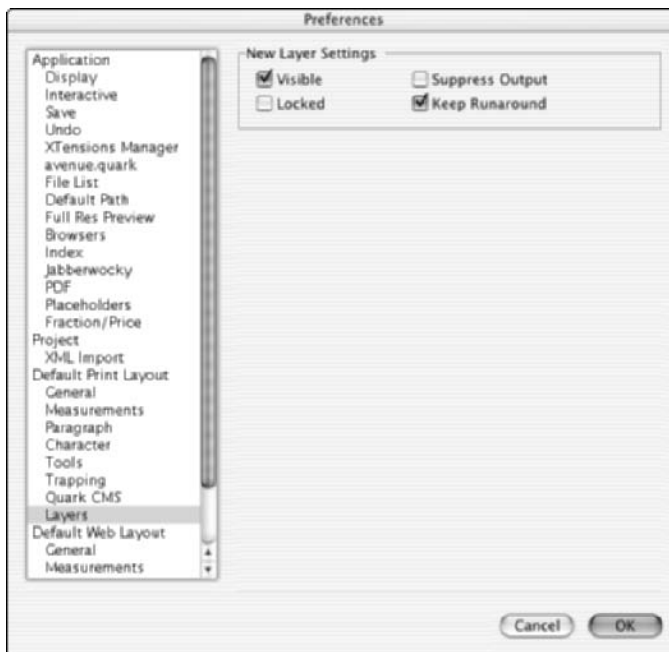 Preferences
Application
Display
Interactive
Save
Undo
XTensions Manager
avenue.quark
File List
Default Path
Full Res Preview
Browsers
Index
Jabberwocky
PDF
Placeholders
Fraction/Price
Project
XML Import
Default Print Layout
General
Measurements
Paragraph
Character
Tools
Trapping
Quark CMS
Layers
Default Web Layout
General
Measurements
New Layer Settings
Visible
Suppress Output
Locked
Keep Runaround
Cancel
OK